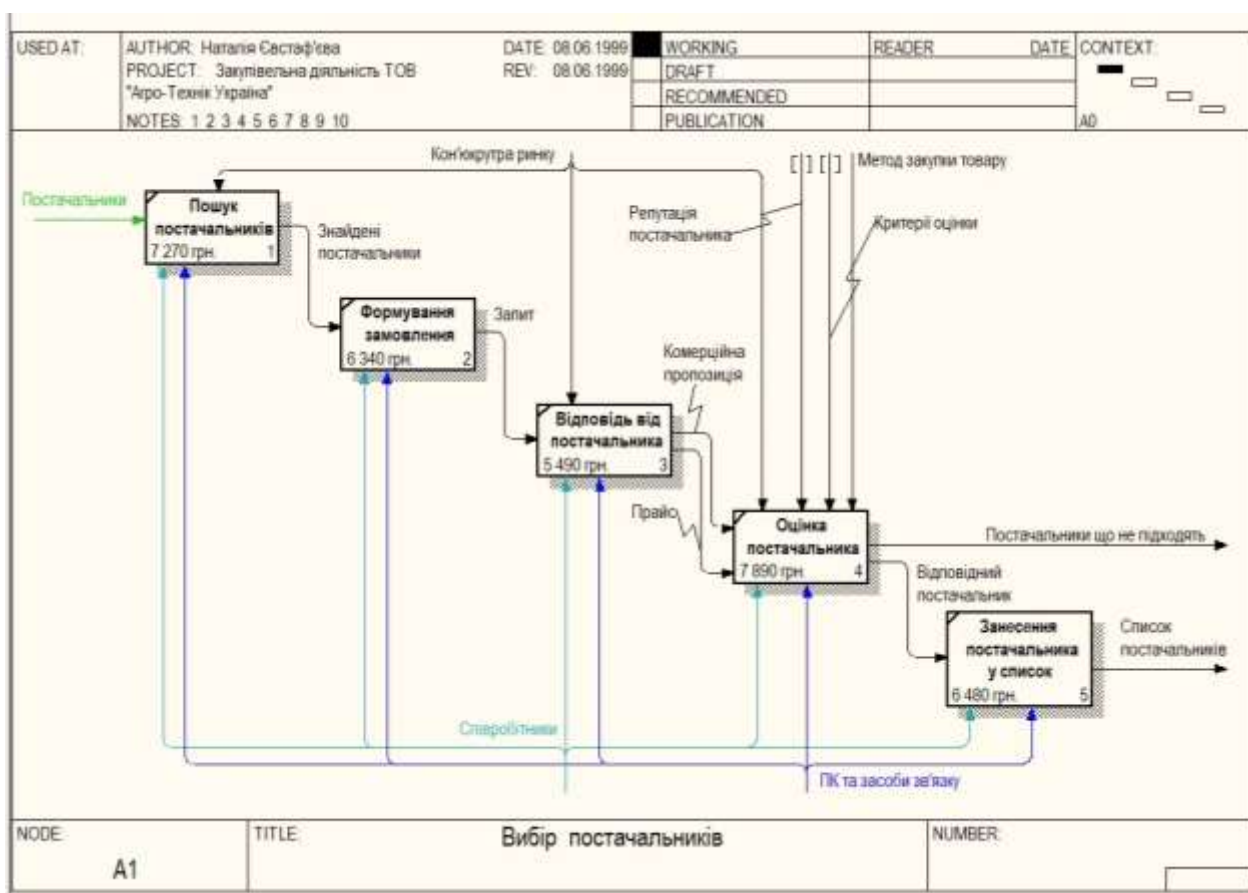 USED AT:
AUTHOR: Наталія Євстаф'єва
DATE: 08.06.1999
PROJECT: Закупівельна діяльність ТОВ
REV: 08.06.1999
"Агро-Технік Україна"
NOTES: 1 2 3 4 5 6 7 8 9 10
WORKING
DRAFT
RECOMMENDED
PUBLICATION
READER
DATE
CONTEXT:
A0
Кон'юкрутра ринку
Метод закупки товару
Постачальники
Пошук
постачальників
7 270 грн.
1
Знайдені
постачальники
Репутація
постачальника
Критерії оцінки
Формування
замовлення
6 340 грн.
2
Запит
Комерційна
пропозиція
Відповідь від
постачальника
5 490 грн.
3
Прайс
Оцінка
постачальника
7 890 грн.
4
Постачальники що не підходять
Відповідний
постачальник
Занесення
постачальника
у список
6 480 грн.
5
Список
постачальників
Співробітники
ПК та засоби зв'язку
NODE:
A1
TITLE:
Вибір постачальників
NUMBER: